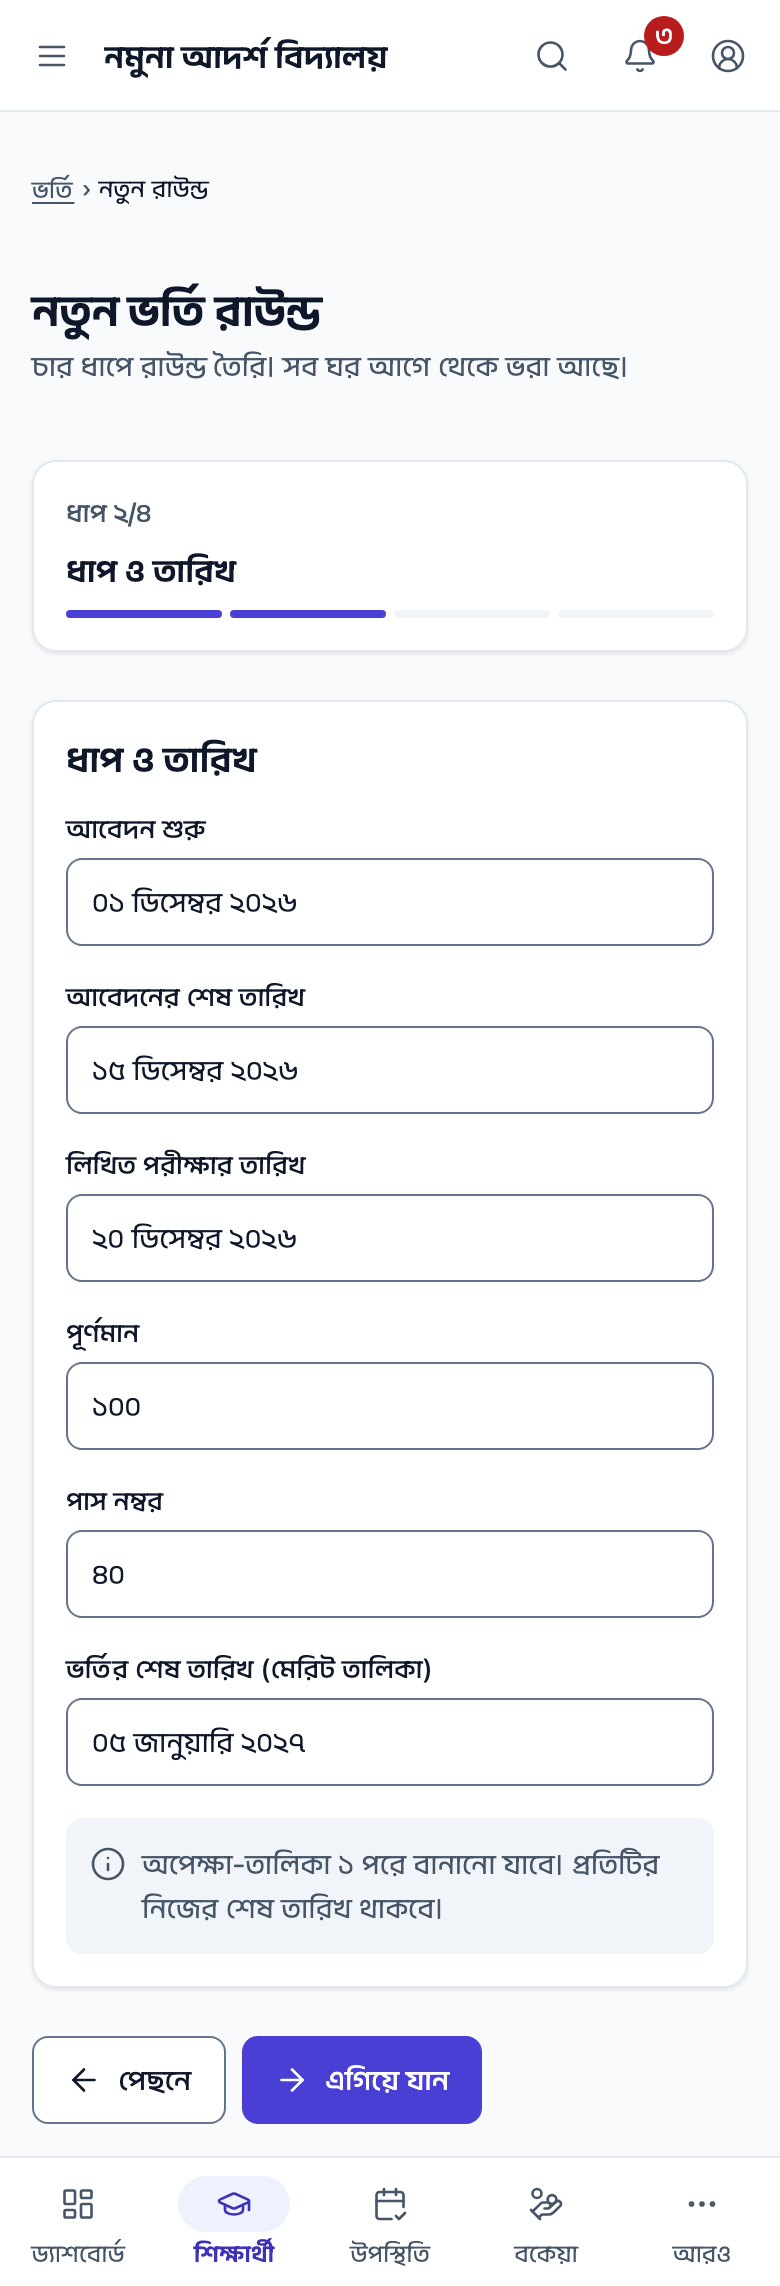 নমুনা আদর্শ বিদ্যালয়
৩
ভর্তি › নতুন রাউন্ড
নতুন ভর্তি রাউন্ড
চার ধাপে রাউন্ড তৈরি। সব ঘর আগে থেকে ভরা আছে।
ধাপ ২/৪
ধাপ ও তারিখ
ধাপ ও তারিখ
আবেদন শুরু
০১ ডিসেম্বর ২০২৬
আবেদনের শেষ তারিখ
১৫ ডিসেম্বর ২০২৬
লিখিত পরীক্ষার তারিখ
২০ ডিসেম্বর ২০২৬
পূর্ণমান
১০০
পাস নম্বর
৪০
ভর্তির শেষ তারিখ (মেরিট তালিকা)
০৫ জানুয়ারি ২০২৭
অপেক্ষা-তালিকা ১ পরে বানানো যাবে। প্রতিটির
নিজের শেষ তারিখ থাকবে।
পেছনে
এগিয়ে যান
ড্যাশবোর্ড
শিক্ষার্থী
উপস্থিতি
বকেয়া
আরও